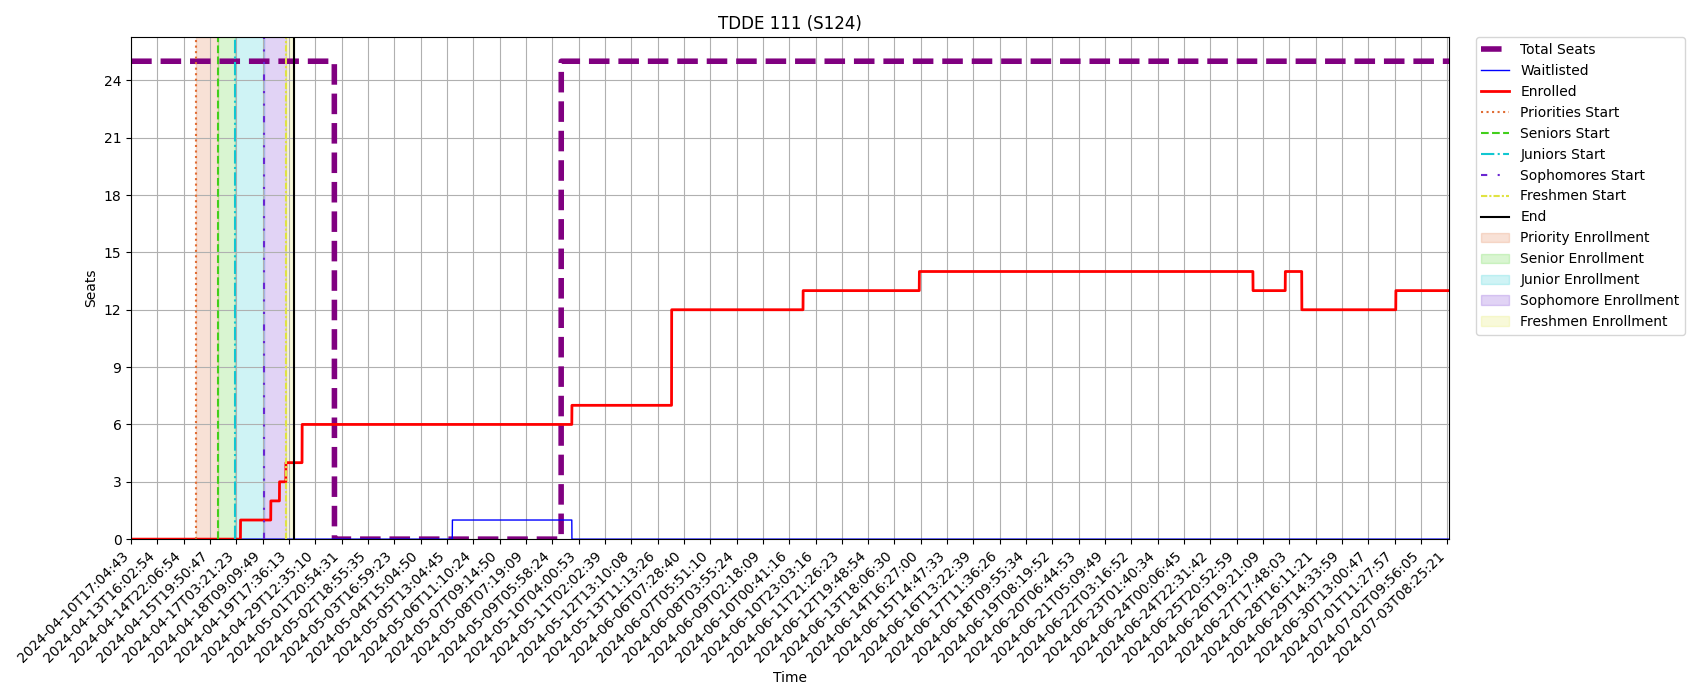 TDDE 111 (S124)
Seats
24
21
18
15
12
9
6
3
0
2024-04-10T17:04:43
2024-04-13T16:02:54
2024-04-14T22:06:54
2024-04-15T19:50:47
2024-04-17T03:21:23
2024-04-18T09:09:49
2024-04-19T17:36:13
2024-04-29T12:35:10
2024-05-01T20:54:31
2024-05-02T18:55:35
2024-05-03T16:59:23
2024-05-04T15:04:50
2024-05-05T13:04:45
2024-05-06T11:10:24
2024-05-07T09:14:50
2024-05-08T07:19:09
2024-05-09T05:58:24
2024-05-10T04:00:53
2024-05-11T02:02:39
2024-05-12T13:10:08
2024-05-13T11:13:26
2024-06-06T07:28:40
2024-06-07T05:51:10
2024-06-08T03:55:24
2024-06-09T02:18:09
2024-06-10T00:41:16
2024-06-10T23:03:16
2024-06-11T21:26:23
2024-06-12T19:48:54
2024-06-13T18:06:30
2024-06-14T16:27:00
2024-06-15T14:47:33
2024-06-16T13:22:39
2024-06-17T11:36:26
2024-06-18T09:55:34
2024-06-19T08:19:52
2024-06-20T06:44:53
2024-06-21T05:09:49
2024-06-22T03:16:52
2024-06-23T01:40:34
2024-06-24T00:06:45
2024-06-24T22:31:42
2024-06-25T20:52:59
2024-06-26T19:21:09
2024-06-27T17:48:03
2024-06-28T16:11:21
2024-06-29T14:33:59
2024-06-30T13:00:47
2024-07-01T11:27:57
2024-07-02T09:56:05
2024-07-03T08:25:21
Time
Total Seats
Waitlisted
Enrolled
Priorities Start
Seniors Start
Juniors Start
Sophomores Start
Freshmen Start
End
Priority Enrollment
Senior Enrollment
Junior Enrollment
Sophomore Enrollment
Freshmen Enrollment